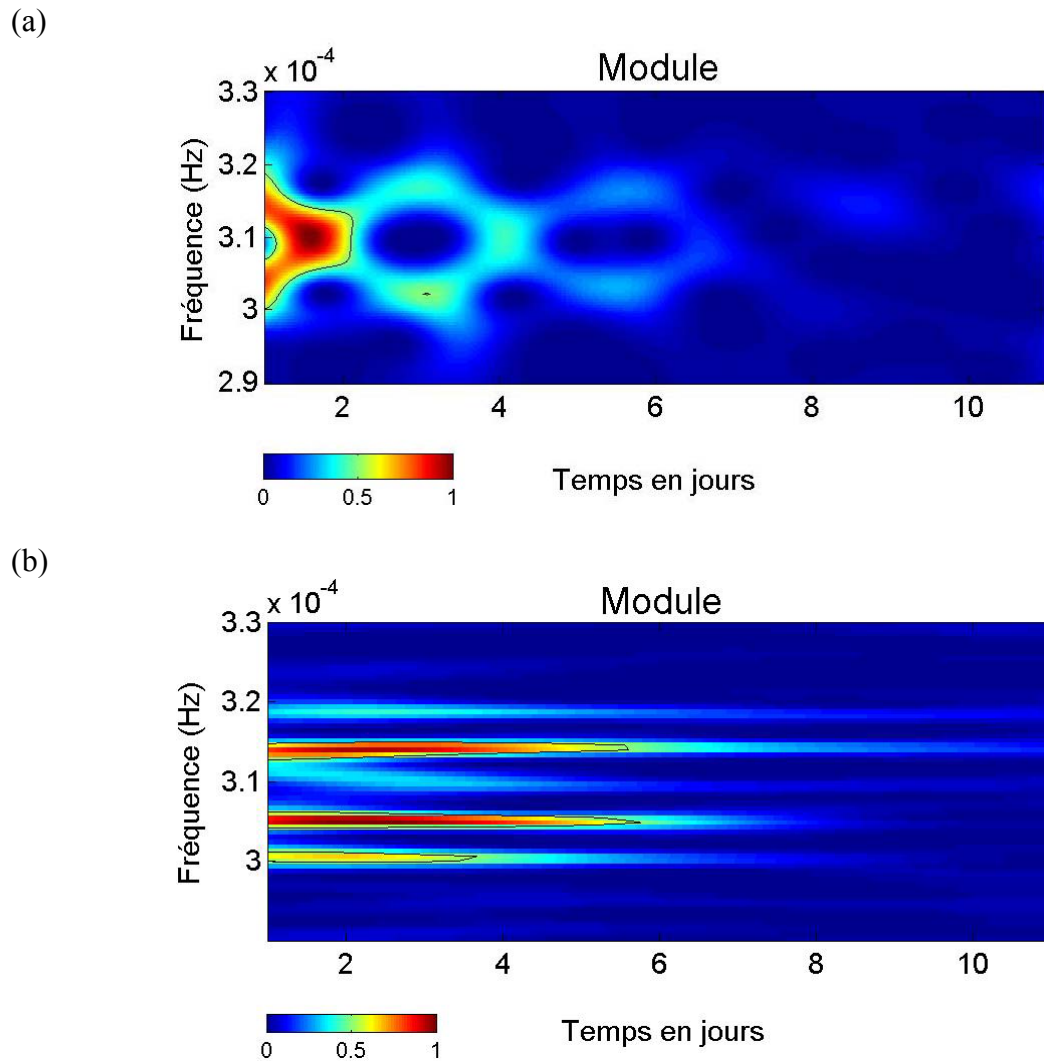 (a)
Module
x 10-4
3.3
3.2
3.1
3
2.9
Fréquence (Hz)
2 4 6 8 10
0 0.5 1
Temps en jours
(b)
Module
x 10-4
3.3
3.2
3.1
3
Fréquence (Hz)
2 4 6 8 10
0 0.5 1
Temps en jours